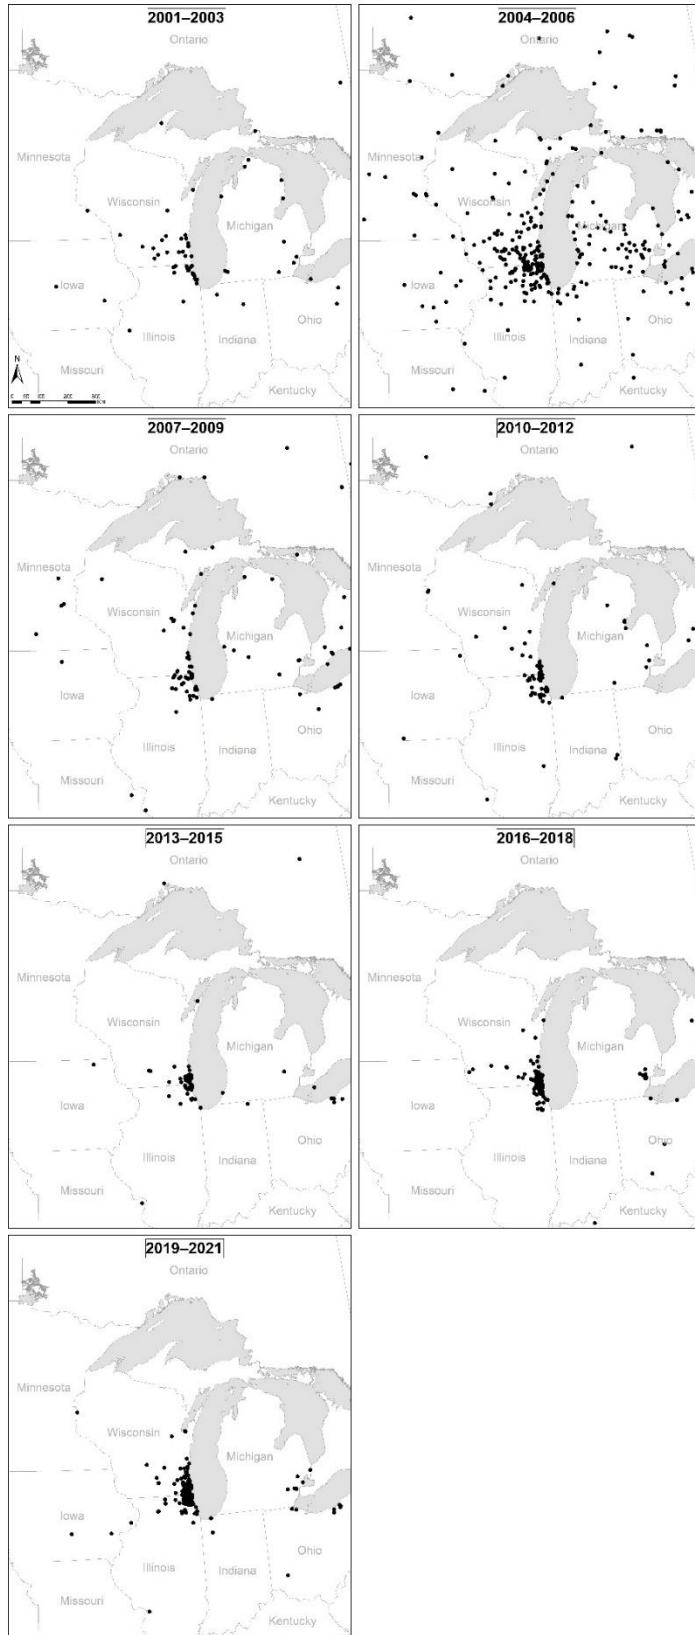 2001–2003
Ontario
Minnesota
Wisconsin
Michigan
Iowa
Ohio
Illinois
Indiana
Missouri
Kentucky
N
2004–2006
Ontario
Minnesota
Wisconsin
Michigan
Iowa
Ohio
Illinois
Indiana
Missouri
Kentucky
2007–2009
Ontario
Minnesota
Wisconsin
Michigan
Iowa
Ohio
Illinois
Indiana
Missouri
Kentucky
2010–2012
Ontario
Minnesota
Wisconsin
Michigan
Iowa
Ohio
Illinois
Indiana
Missouri
Kentucky
2013–2015
Ontario
Minnesota
Wisconsin
Michigan
Iowa
Ohio
Illinois
Indiana
Missouri
Kentucky
2016–2018
Ontario
Minnesota
Wisconsin
Michigan
Iowa
Ohio
Illinois
Indiana
Missouri
Kentucky
2019–2021
Ontario
Minnesota
Wisconsin
Michigan
Iowa
Ohio
Illinois
Indiana
Missouri
Kentucky